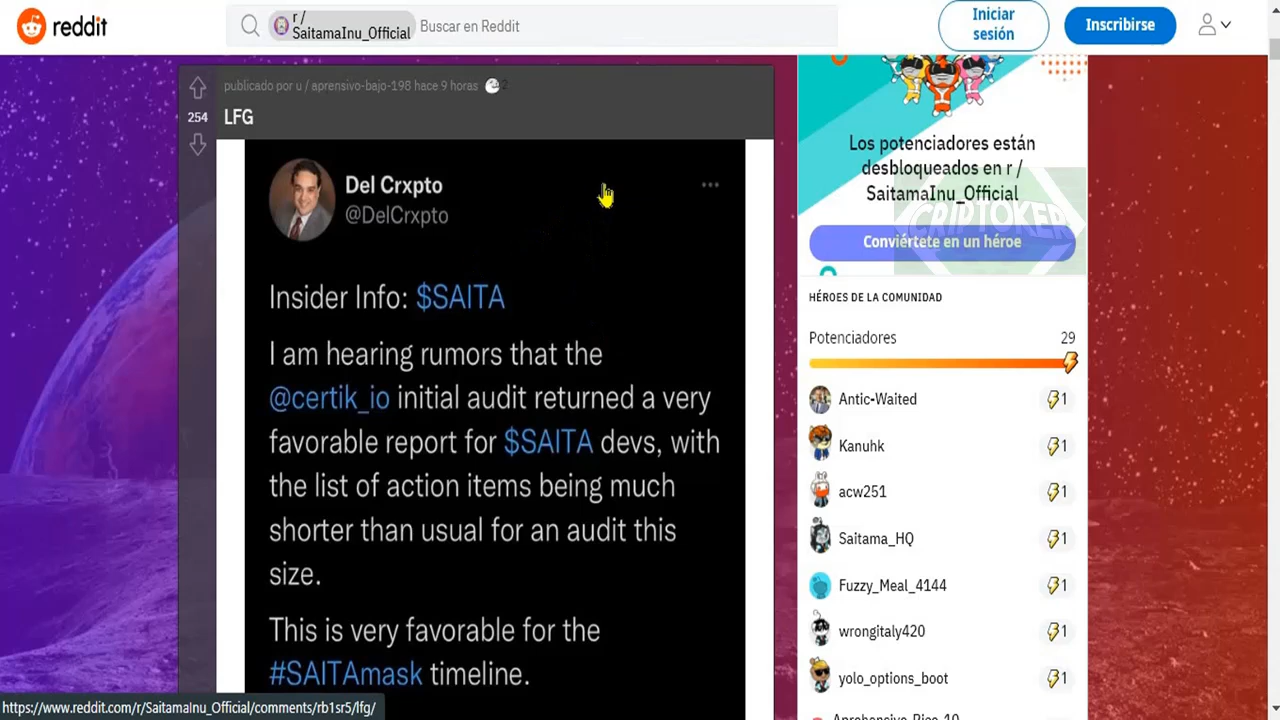 reddit
r /
SaitamaInu_Official
Buscar en Reddit
Iniciar
sesión
Inscribirse
publicado por u / aprensivo-bajo-198 hace 9 horas
2
254
LFG
Del Crxpto
@DelCrxpto
Insider Info: $SAITA
I am hearing rumors that the
@certik_io initial audit returned a very
favorable report for $SAITA devs, with
the list of action items being much
shorter than usual for an audit this
size.
This is very favorable for the
#SAITAmask timeline.
Los potenciadores están
desbloqueados en r /
SaitamaInu_Official
CRIPTOKER
Conviértete en un héroe
HÉROES DE LA COMUNIDAD
Potenciadores 29
Antic-Waited 1
Kanuhk 1
acw251 1
Saitama_HQ 1
Fuzzy_Meal_4144 1
wrongitaly420 1
yolo_options_boot 1
https://www.reddit.com/r/SaitamaInu_Official/comments/rb1sr5/lfg/